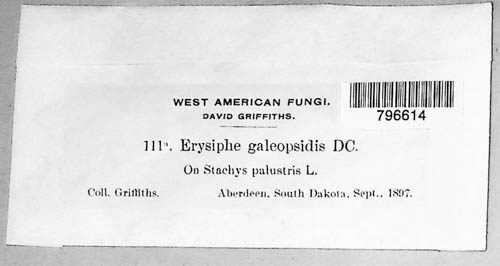 WEST AMERICAN FUNGI.
DAVID GRIFFITHS.
796614
111a. Erysiphe galeopsidis DC.
On Stachys palustris L.
Coll. Griffiths. Aberdeen, South Dakota, Sept., 1897.